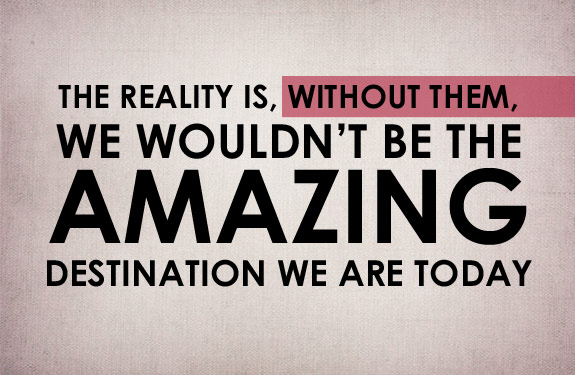 THE REALITY IS, WITHOUT THEM,
WE WOULDN'T BE THE
AMAZING
DESTINATION WE ARE TODAY